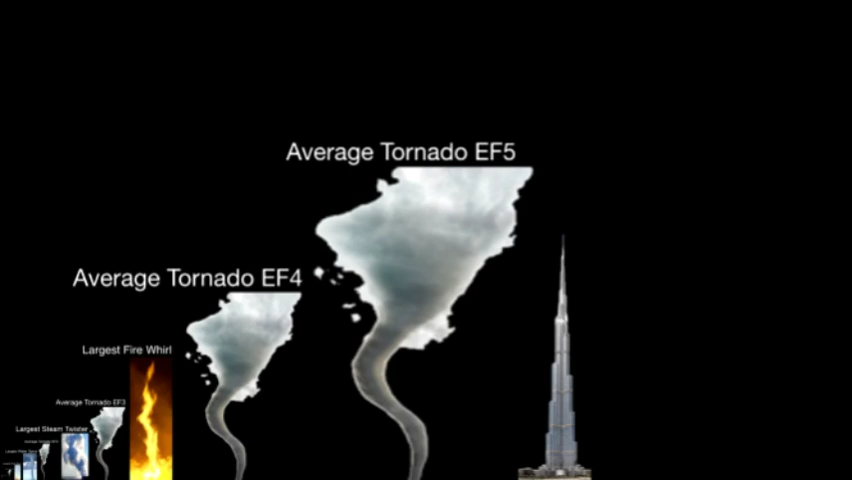 Average Tornado EF5
Average Tornado EF4
Largest Fire Whirl
Average Tornado EF3
Largest Steam Twister